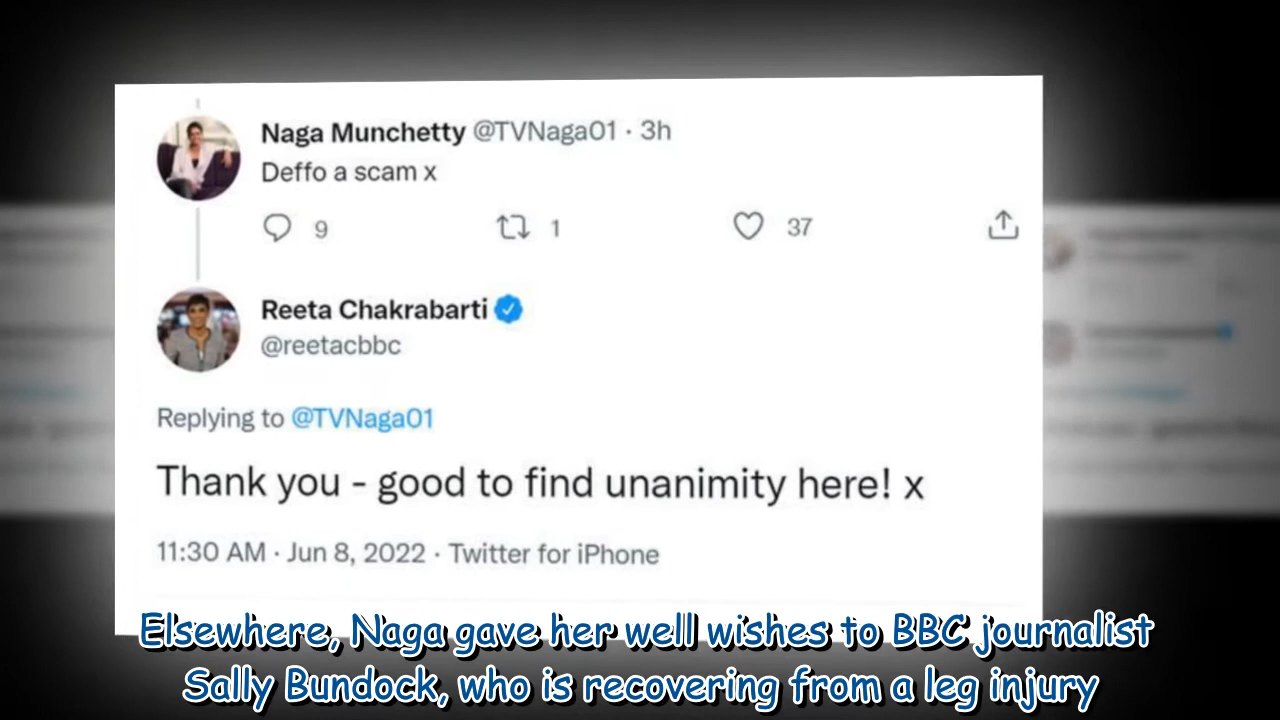 Naga Munchetty @TVNaga01 · 3h
Deffo a scam x
9 1 37
Reeta Chakrabarti
@reetacbbc
Replying to @TVNaga01
Thank you - good to find unanimity here! x
11:30 AM · Jun 8, 2022 · Twitter for iPhone
Elsewhere, Naga gave her well wishes to BBC journalist
Sally Bundock, who is recovering from a leg injury